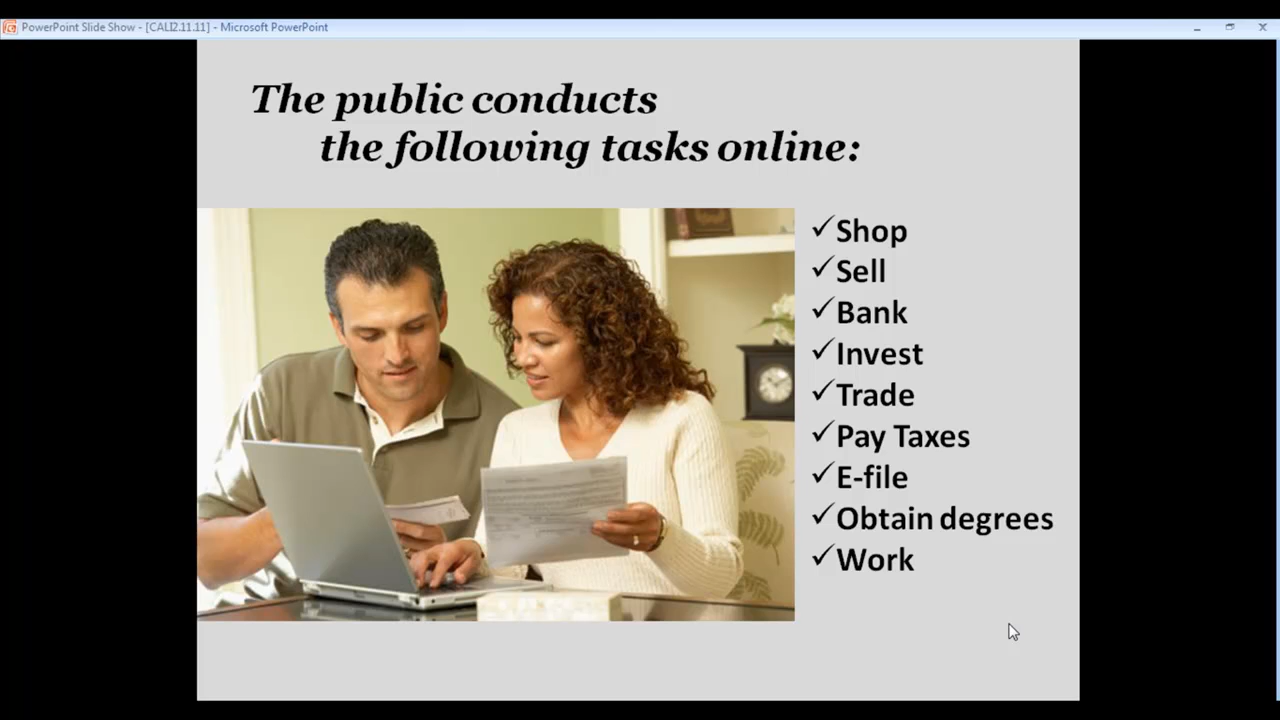 PowerPoint Slide Show - [CALI2.11.11] - Microsoft PowerPoint
The public conducts
the following tasks online:
✓Shop
✓Sell
✓Bank
✓Invest
✓Trade
✓Pay Taxes
✓E-file
✓Obtain degrees
✓Work